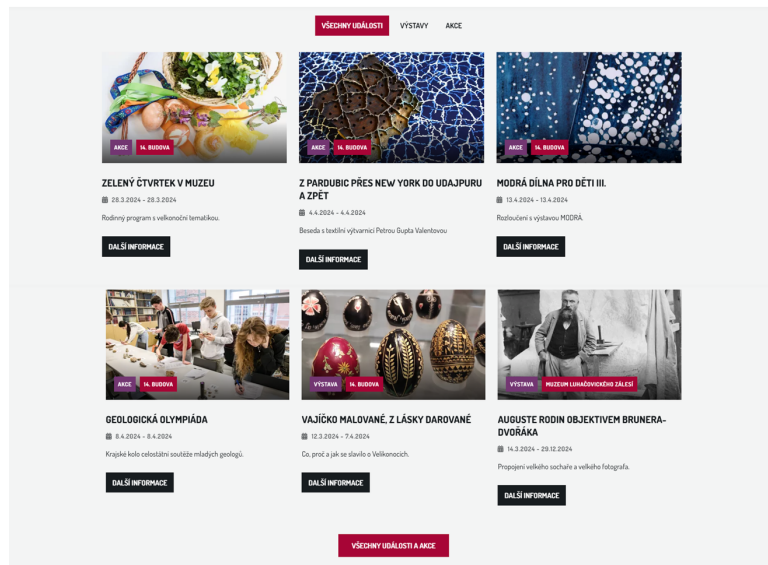 VŠECHNY UDÁLOSTI VÝSTAVY AKCE
AKCE 14. BUDOVA
ZELENÝ ČTVRTEK V MUZEU
28.3.2024 - 28.3.2024
Rodinný program s velkonoční tematikou.
DALŠÍ INFORMACE
AKCE 14. BUDOVA
Z PARDUBIC PŘES NEW YORK DO UDAJPURU
A ZPĚT
4.4.2024 - 4.4.2024
Beseda s textilní výtvarnicí Petrou Gupta Valentovou
DALŠÍ INFORMACE
AKCE 14. BUDOVA
MODRÁ DÍLNA PRO DĚTI III.
13.4.2024 - 13.4.2024
Rozloučení s výstavou MODRÁ.
DALŠÍ INFORMACE
AKCE 14. BUDOVA
GEOLOGICKÁ OLYMPIÁDA
8.4.2024 - 8.4.2024
Krajské kolo celostátní soutěže mladých geologů.
DALŠÍ INFORMACE
VÝSTAVA 14. BUDOVA
VAJÍČKO MALOVANÉ, Z LÁSKY DAROVANÉ
12.3.2024 - 7.4.2024
Co, proč a jak se slavilo o Velikonocích.
DALŠÍ INFORMACE
VÝSTAVA MUZEUM LUHAČOVICKÉHO ZÁLESÍ
AUGUSTE RODIN OBJEKTIVEM BRUNERA-
DVOŘÁKA
14.3.2024 - 29.12.2024
Propojení velkého sochaře a velkého fotografa.
DALŠÍ INFORMACE
VŠECHNY UDÁLOSTI A AKCE